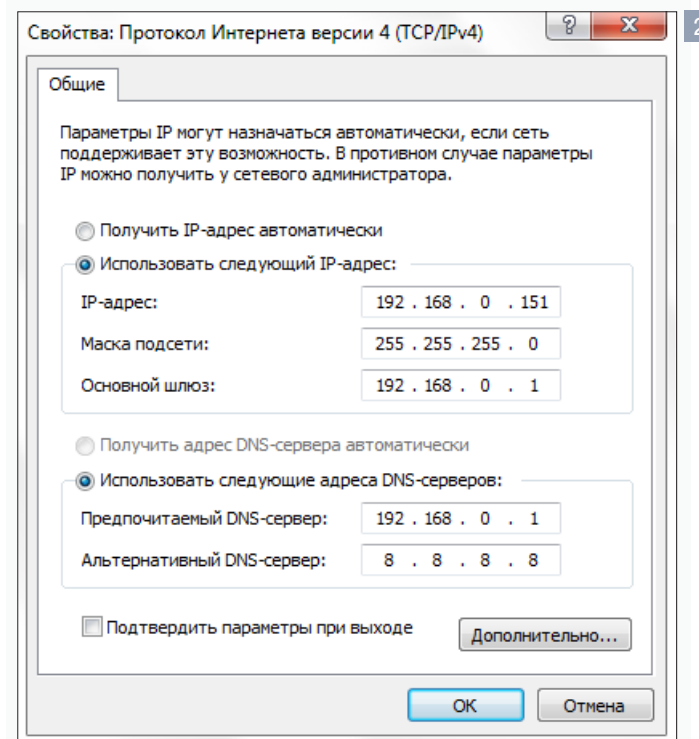 Свойства: Протокол Интернета версии 4 (TCP/IPv4)
?
X
2
Общие
Параметры IP могут назначаться автоматически, если сеть
поддерживает эту возможность. В противном случае параметры
IP можно получить у сетевого администратора.
Получить IP-адрес автоматически
Использовать следующий IP-адрес:
IP-адрес: 192 . 168 . 0 . 151
Маска подсети: 255 . 255 . 255 . 0
Основной шлюз: 192 . 168 . 0 . 1
Получить адрес DNS-сервера автоматически
Использовать следующие адреса DNS-серверов:
Предпочитаемый DNS-сервер: 192 . 168 . 0 . 1
Альтернативный DNS-сервер: 8 . 8 . 8 . 8
Подтвердить параметры при выходе
Дополнительно...
ОК Отмена